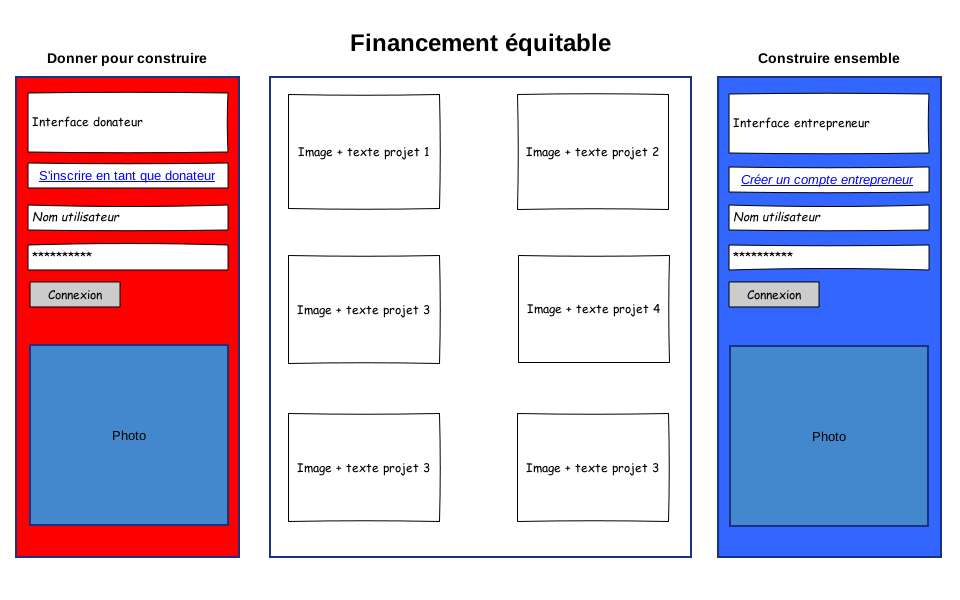 Financement équitable
Donner pour construire
Interface donateur
S'inscrire en tant que donateur
Nom utilisateur
**********
Connexion
Photo
Image + texte projet 1
Image + texte projet 2
Image + texte projet 3
Image + texte projet 4
Image + texte projet 3
Image + texte projet 3
Construire ensemble
Interface entrepreneur
Créer un compte entrepreneur
Nom utilisateur
**********
Connexion
Photo